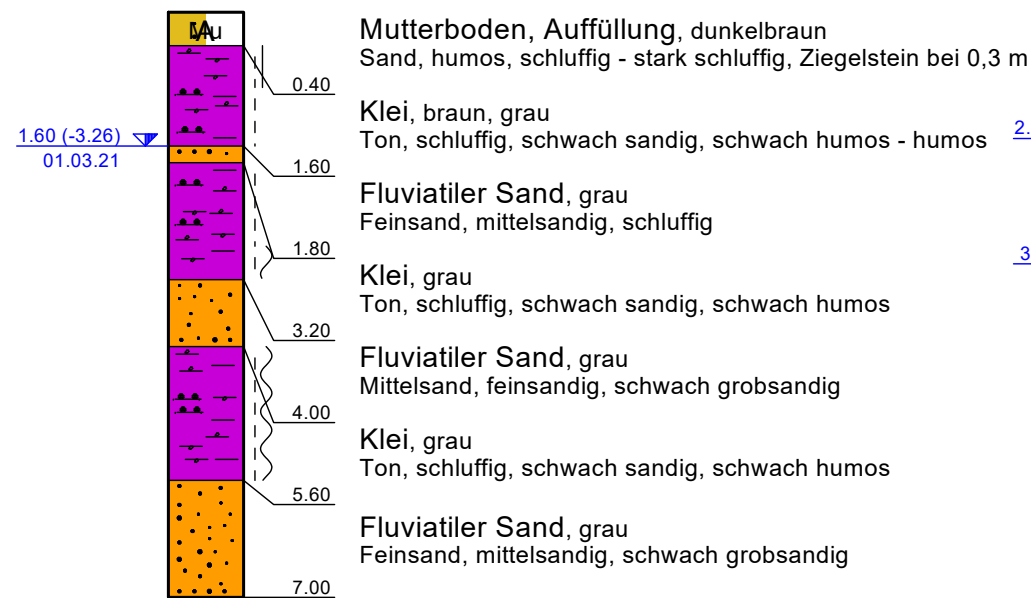 Mu A
Mutterboden, Auffüllung, dunkelbraun
Sand, humos, schluffig - stark schluffig, Ziegelstein bei 0,3 m
0.40
Klei, braun, grau
Ton, schluffig, schwach sandig, schwach humos - humos
1.60 (-3.26)
01.03.21
2.
1.60
Fluviatiler Sand, grau
Feinsand, mittelsandig, schluffig
1.80
3
Klei, grau
Ton, schluffig, schwach sandig, schwach humos
3.20
Fluviatiler Sand, grau
Mittelsand, feinsandig, schwach grobsandig
4.00
Klei, grau
Ton, schluffig, schwach sandig, schwach humos
5.60
Fluviatiler Sand, grau
Feinsand, mittelsandig, schwach grobsandig
7.00